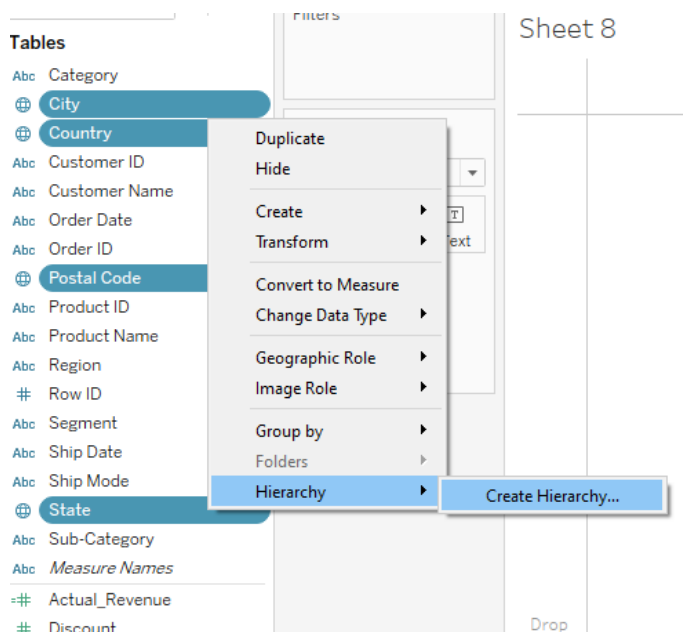 Tables
Abc Category
City
Country
Abc Customer ID
Abc Customer Name
Abc Order Date
Abc Order ID
Postal Code
Abc Product ID
Abc Product Name
Abc Region
# Row ID
Abc Segment
Abc Ship Date
Abc Ship Mode
State
Abc Sub-Category
Abc Measure Names
=# Actual_Revenue
# Discount
Filters
Duplicate
Hide
Create
Transform
Convert to Measure
Change Data Type
Geographic Role
Image Role
Group by
Folders
Hierarchy
Create Hierarchy...
T
ext
Sheet 8
Drop